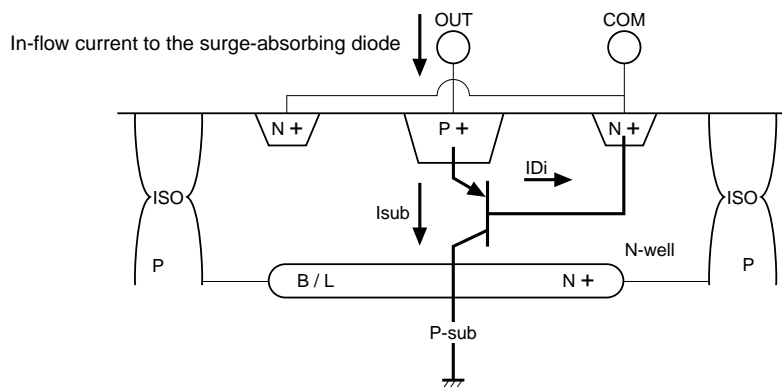 OUT
COM
In-flow current to the surge-absorbing diode
N+
P+
N+
IDi
ISO
Isub
ISO
N-well
P
P
B / L
N+
P-sub